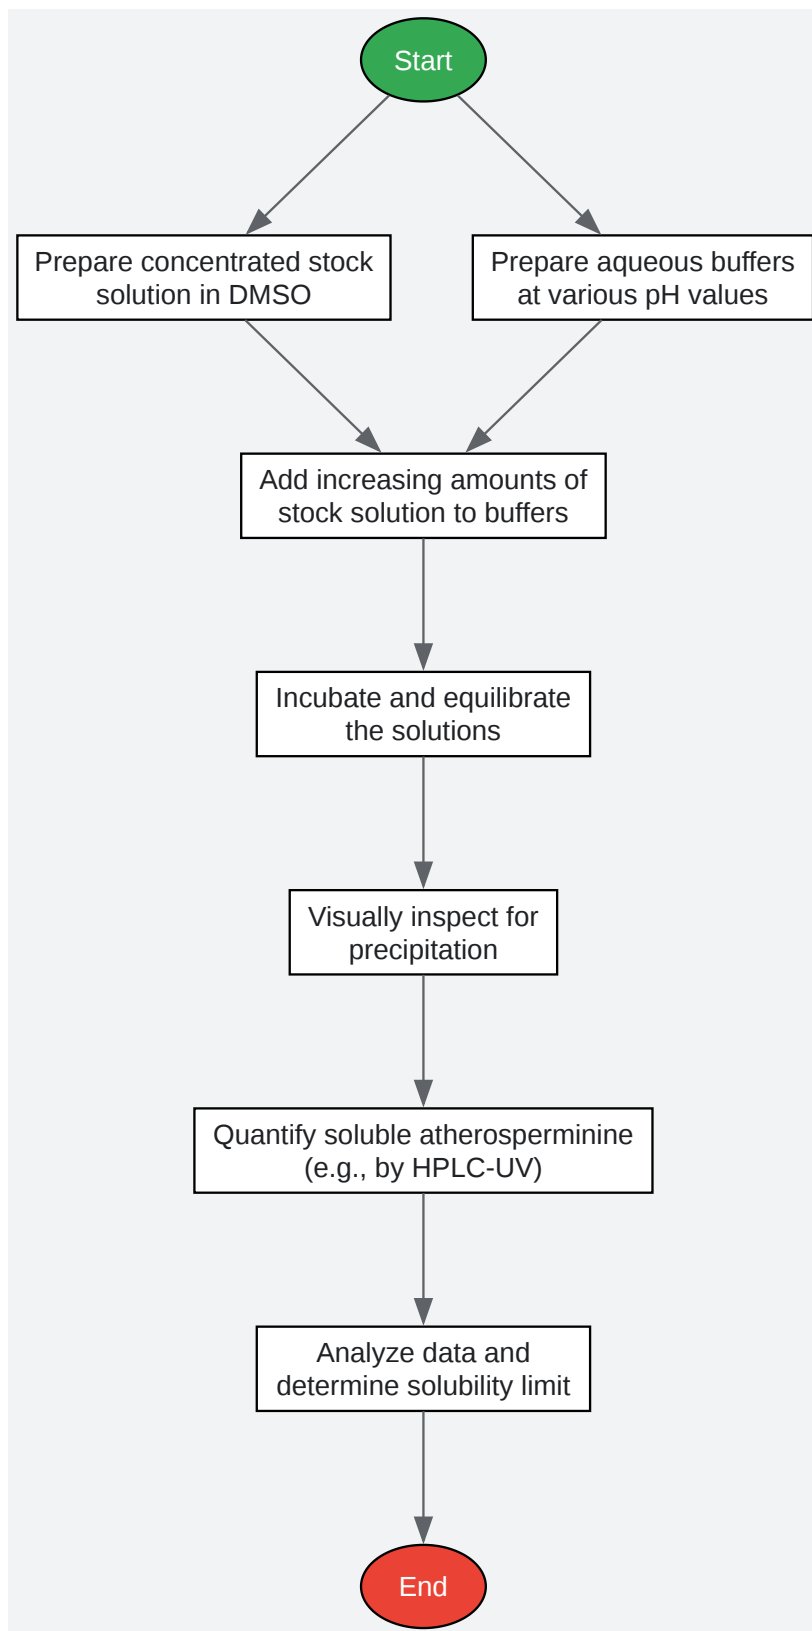 Start
Prepare concentrated stock
solution in DMSO
Prepare aqueous buffers
at various pH values
Add increasing amounts of
stock solution to buffers
Incubate and equilibrate
the solutions
Visually inspect for
precipitation
Quantify soluble atherosperminine
(e.g., by HPLC-UV)
Analyze data and
determine solubility limit
End